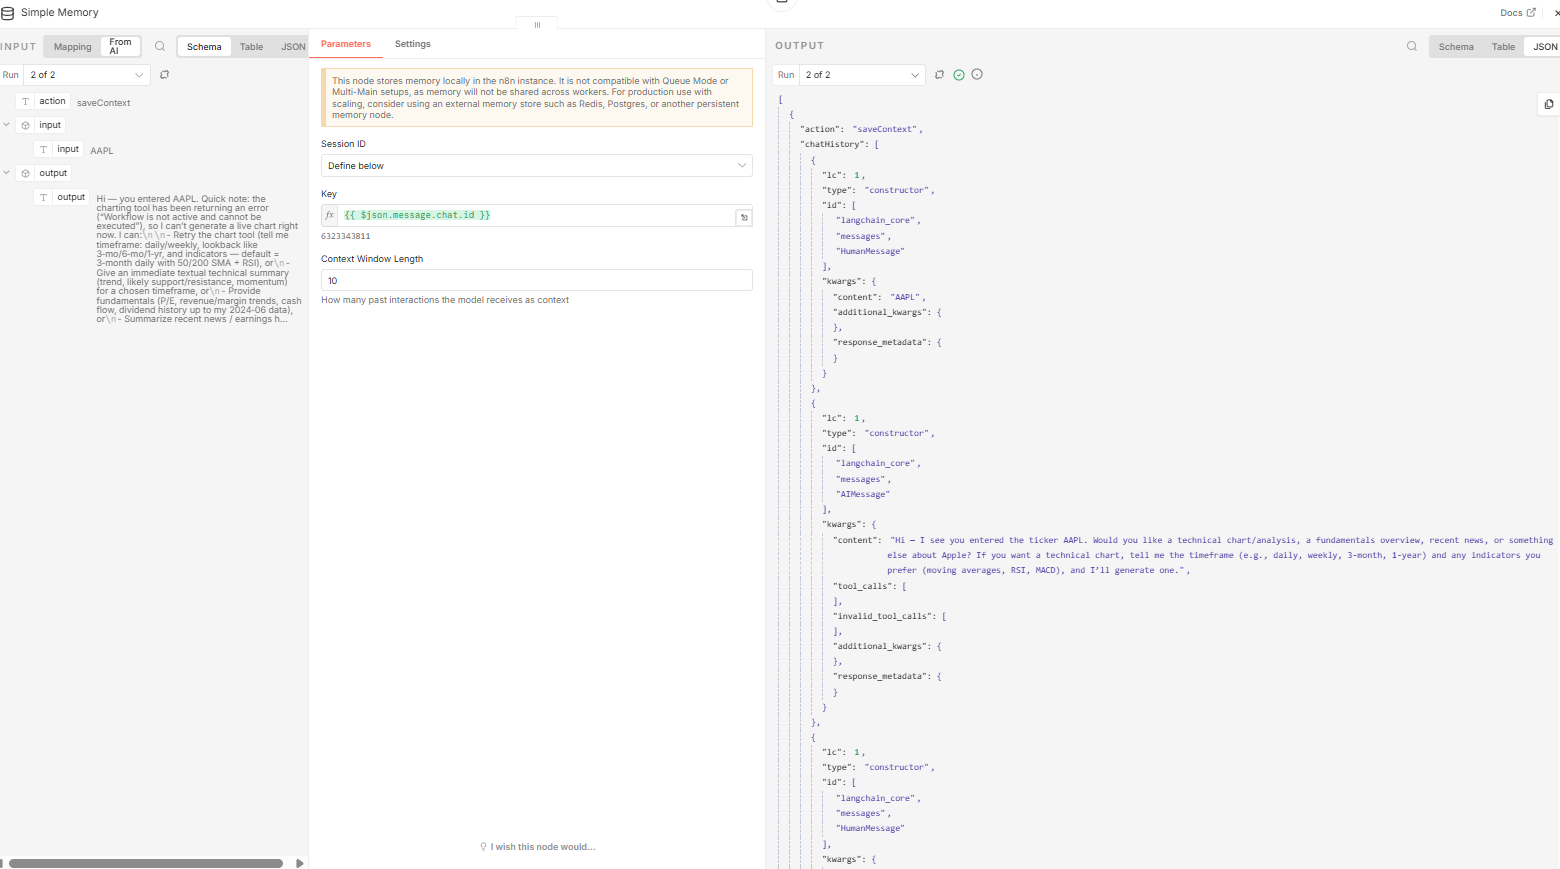 Simple Memory
Docs
INPUT
Mapping
From AI
Schema
Table
JSON
Run
2 of 2
action
saveContext
input
input
AAPL
output
output
Hi — you entered AAPL. Quick note: the
charting tool has been returning an error
(“Workflow is not active and cannot be
executed”), so I can’t generate a live chart right
now. I can:\n\n- Retry the chart tool (tell me
timeframe: daily/weekly, lookback like
3-mo/6-mo/1-yr, and indicators — default =
3-month daily with 50/200 SMA + RSI), or\n-
Give an immediate textual technical summary
(trend, likely support/resistance, momentum)
for a chosen timeframe, or\n- Provide
fundamentals (P/E, revenue/margin trends, cash
flow, dividend history up to my 2024-06 data),
or\n- Summarize recent news / earnings h...
Parameters
Settings
This node stores memory locally in the n8n instance. It is not compatible with Queue Mode or
Multi-Main setups, as memory will not be shared across workers. For production use with
scaling, consider using an external memory store such as Redis, Postgres, or another persistent
memory node.
Session ID
Define below
Key
fx
{{ $json.message.chat.id }}
6323343811
Context Window Length
10
How many past interactions the model receives as context
I wish this node would...
OUTPUT
Schema
Table
JSON
Run
2 of 2
[
{
"action": "saveContext",
"chatHistory": [
{
"lc": 1,
"type": "constructor",
"id": [
"langchain_core",
"messages",
"HumanMessage"
],
"kwargs": {
"content": "AAPL",
"additional_kwargs": {
},
"response_metadata": {
}
}
},
{
"lc": 1,
"type": "constructor",
"id": [
"langchain_core",
"messages",
"AIMessage"
],
"kwargs": {
"content": "Hi — I see you entered the ticker AAPL. Would you like a technical chart/analysis, a fundamentals overview, recent news, or something
else about Apple? If you want a technical chart, tell me the timeframe (e.g., daily, weekly, 3-month, 1-year) and any indicators you
prefer (moving averages, RSI, MACD), and I’ll generate one.",
"tool_calls": [
],
"invalid_tool_calls": [
],
"additional_kwargs": {
},
"response_metadata": {
}
}
},
{
"lc": 1,
"type": "constructor",
"id": [
"langchain_core",
"messages",
"HumanMessage"
],
"kwargs": {